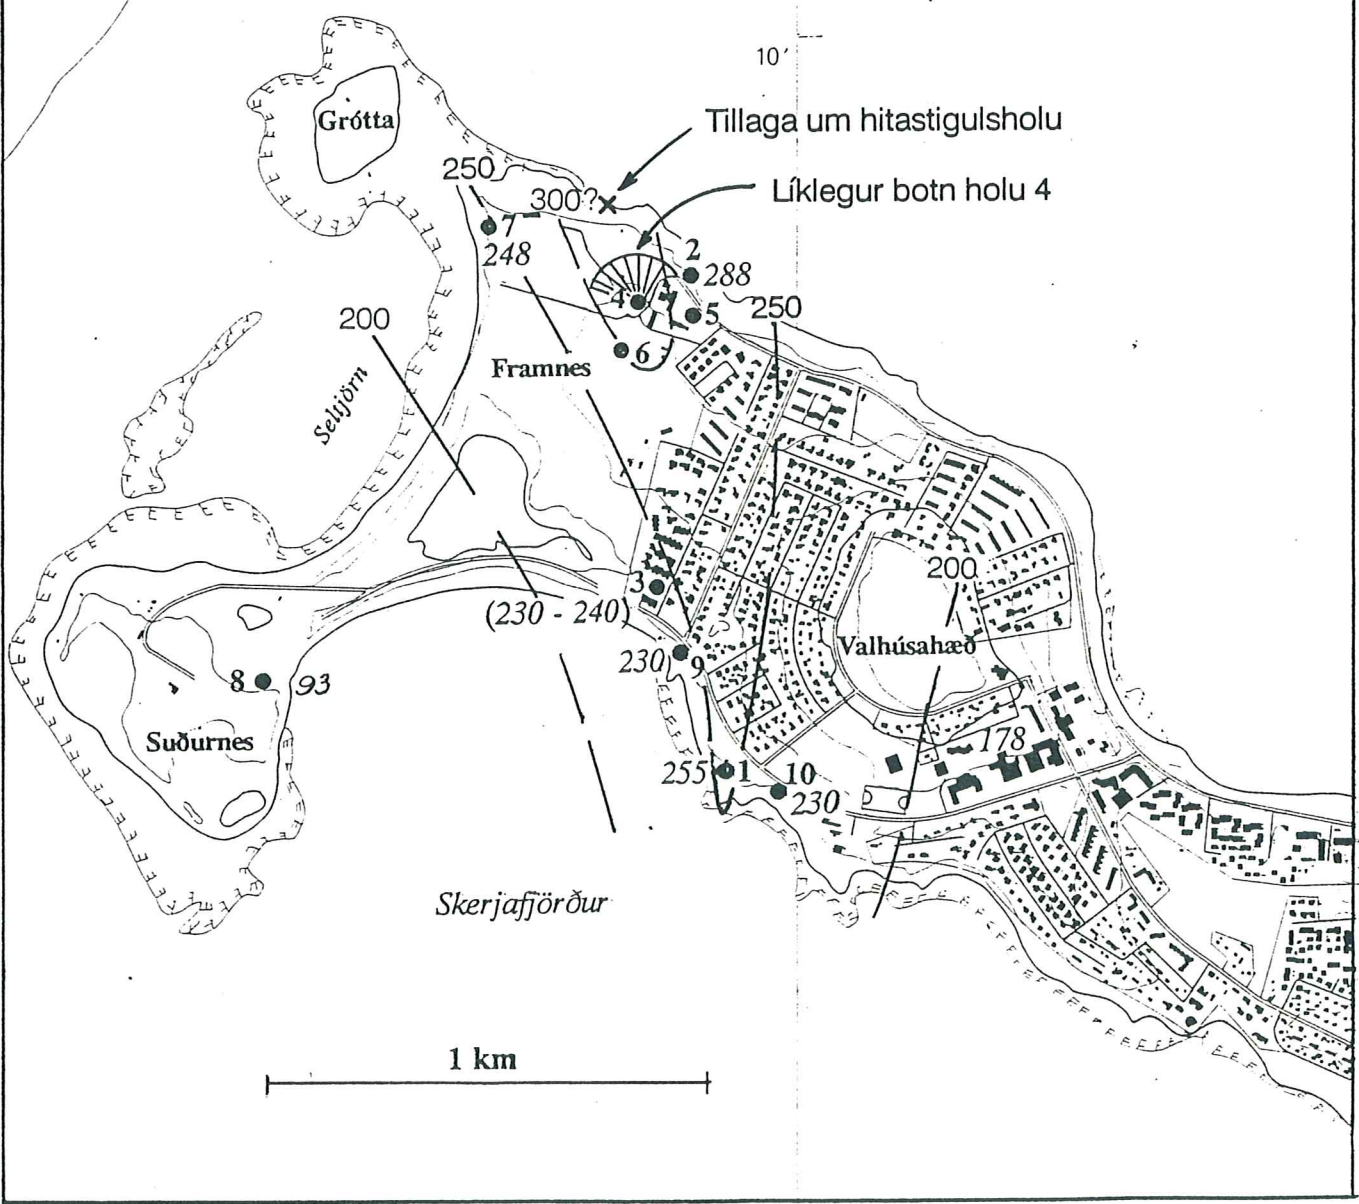 10′
Grótta
Tillaga um hitastigulsholu
250
300?
Líklegur botn holu 4
7
248
2
288
4
5
250
200
6
Framnes
Seltjörn
3
200
(230 - 240)
Valhúsahæð
230
9
8
93
Suðurnes
178
255
1
10
230
Skerjafjörður
1 km